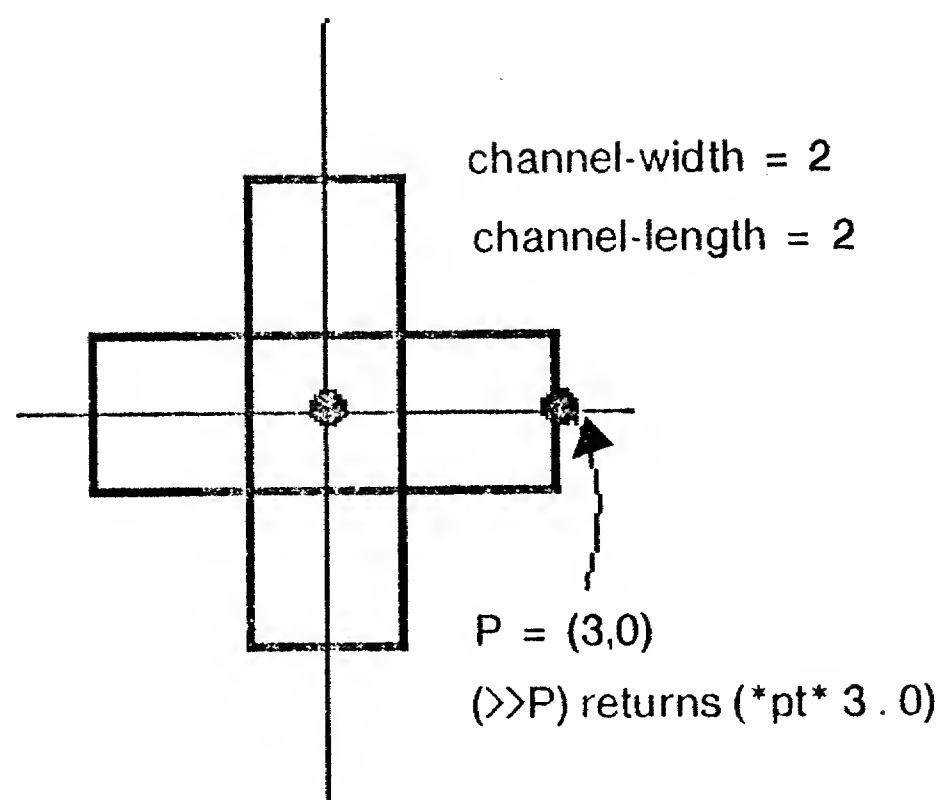 channel-width = 2
channel-length = 2
P = (3,0)
(>>P) returns (*pt* 3 . 0)